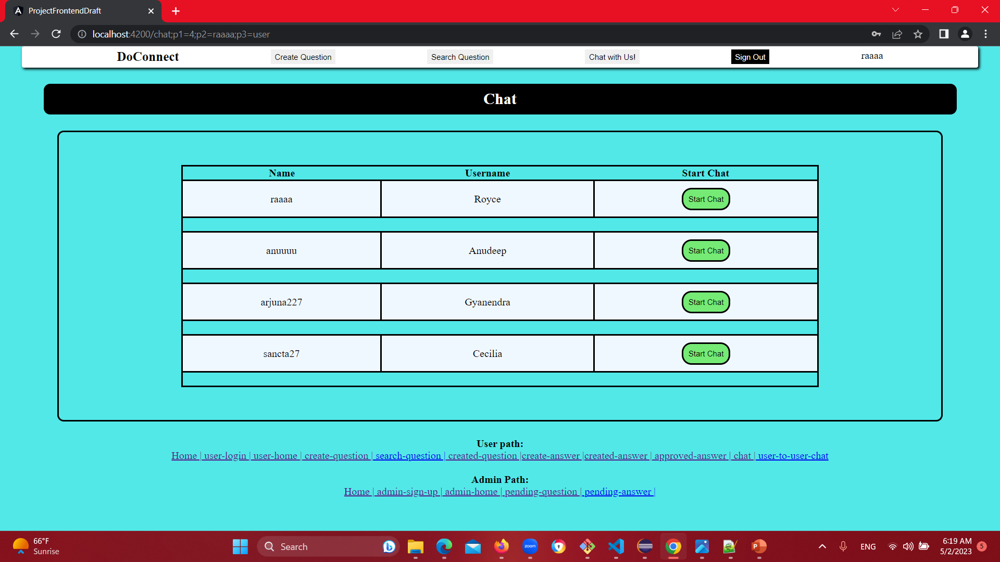 ProjectFrontendDraft
localhost:4200/chat;p1=4;p2=raaaa;p3=user
DoConnect Create Question Search Question Chat with Us! Sign Out raaaa
Chat
Name Username Start Chat
raaaa Royce Start Chat
anuuuu Anudeep Start Chat
arjuna227 Gyanendra Start Chat
sancta27 Cecilia Start Chat
User path:
Home | user-login | user-home | create-question | search-question | created-question |create-answer |created-answer | approved-answer | chat | user-to-user-chat
Admin Path:
Home | admin-sign-up | admin-home | pending-question | pending-answer |
66°F
Sunrise
Search
zoom
ENG
6:19 AM
5/2/2023
5